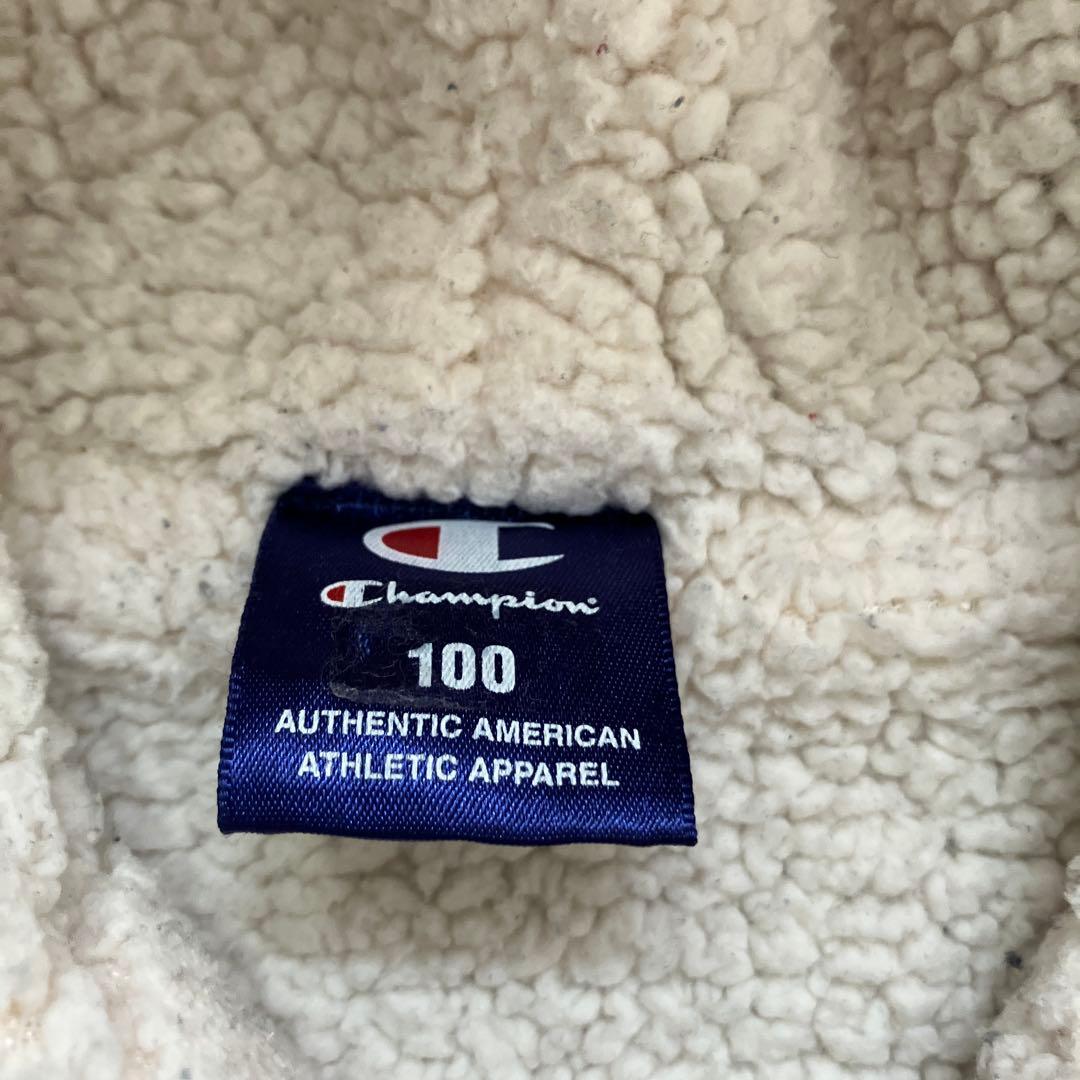 Champion
100
AUTHENTIC AMERICAN
ATHLETIC APPAREL